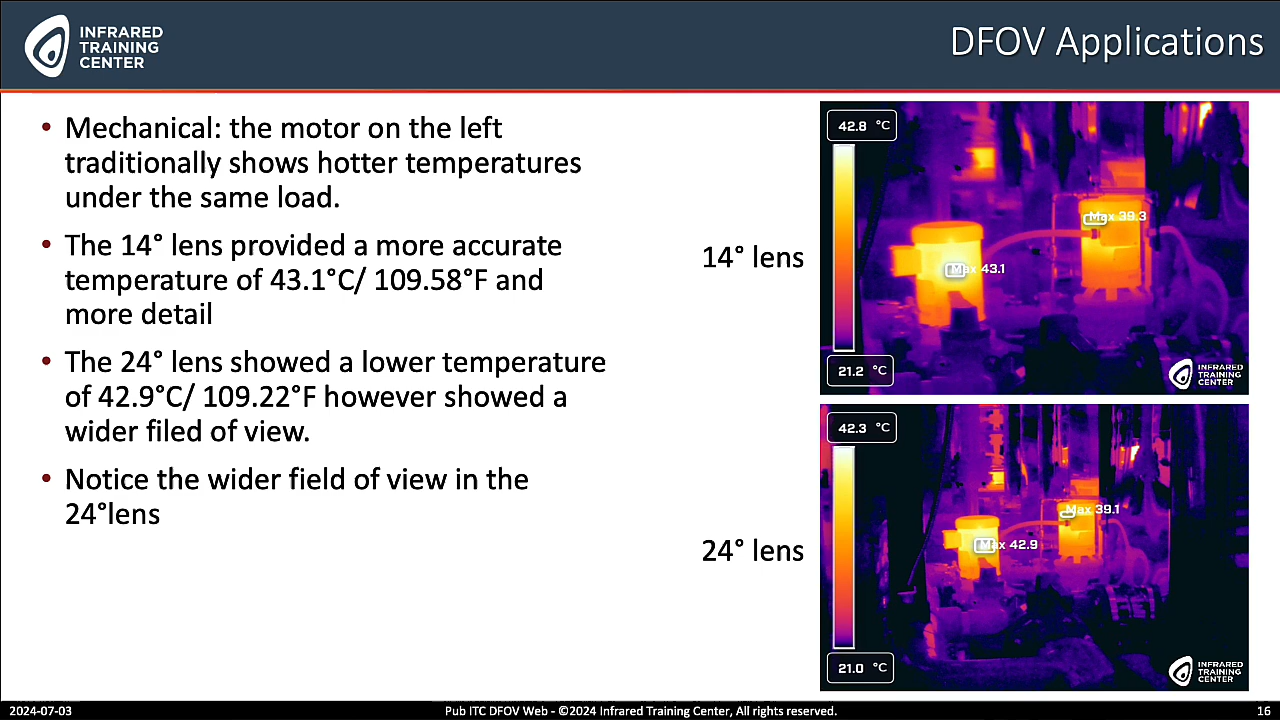 INFRARED
TRAINING
CENTER
DFOV Applications
• Mechanical: the motor on the left
traditionally shows hotter temperatures
under the same load.
• The 14° lens provided a more accurate
temperature of 43.1°C/ 109.58°F and
more detail
• The 24° lens showed a lower temperature
of 42.9°C/ 109.22°F however showed a
wider filed of view.
• Notice the wider field of view in the
24°lens
14° lens
42.8 °C
Max 39.3
Max 43.1
21.2 °C
INFRARED
TRAINING
CENTER
24° lens
42.3 °C
Max 39.1
Max 42.9
21.0 °C
INFRARED
TRAINING
CENTER
2024-07-03
Pub ITC DFOV Web - ©2024 Infrared Training Center, All rights reserved.
16